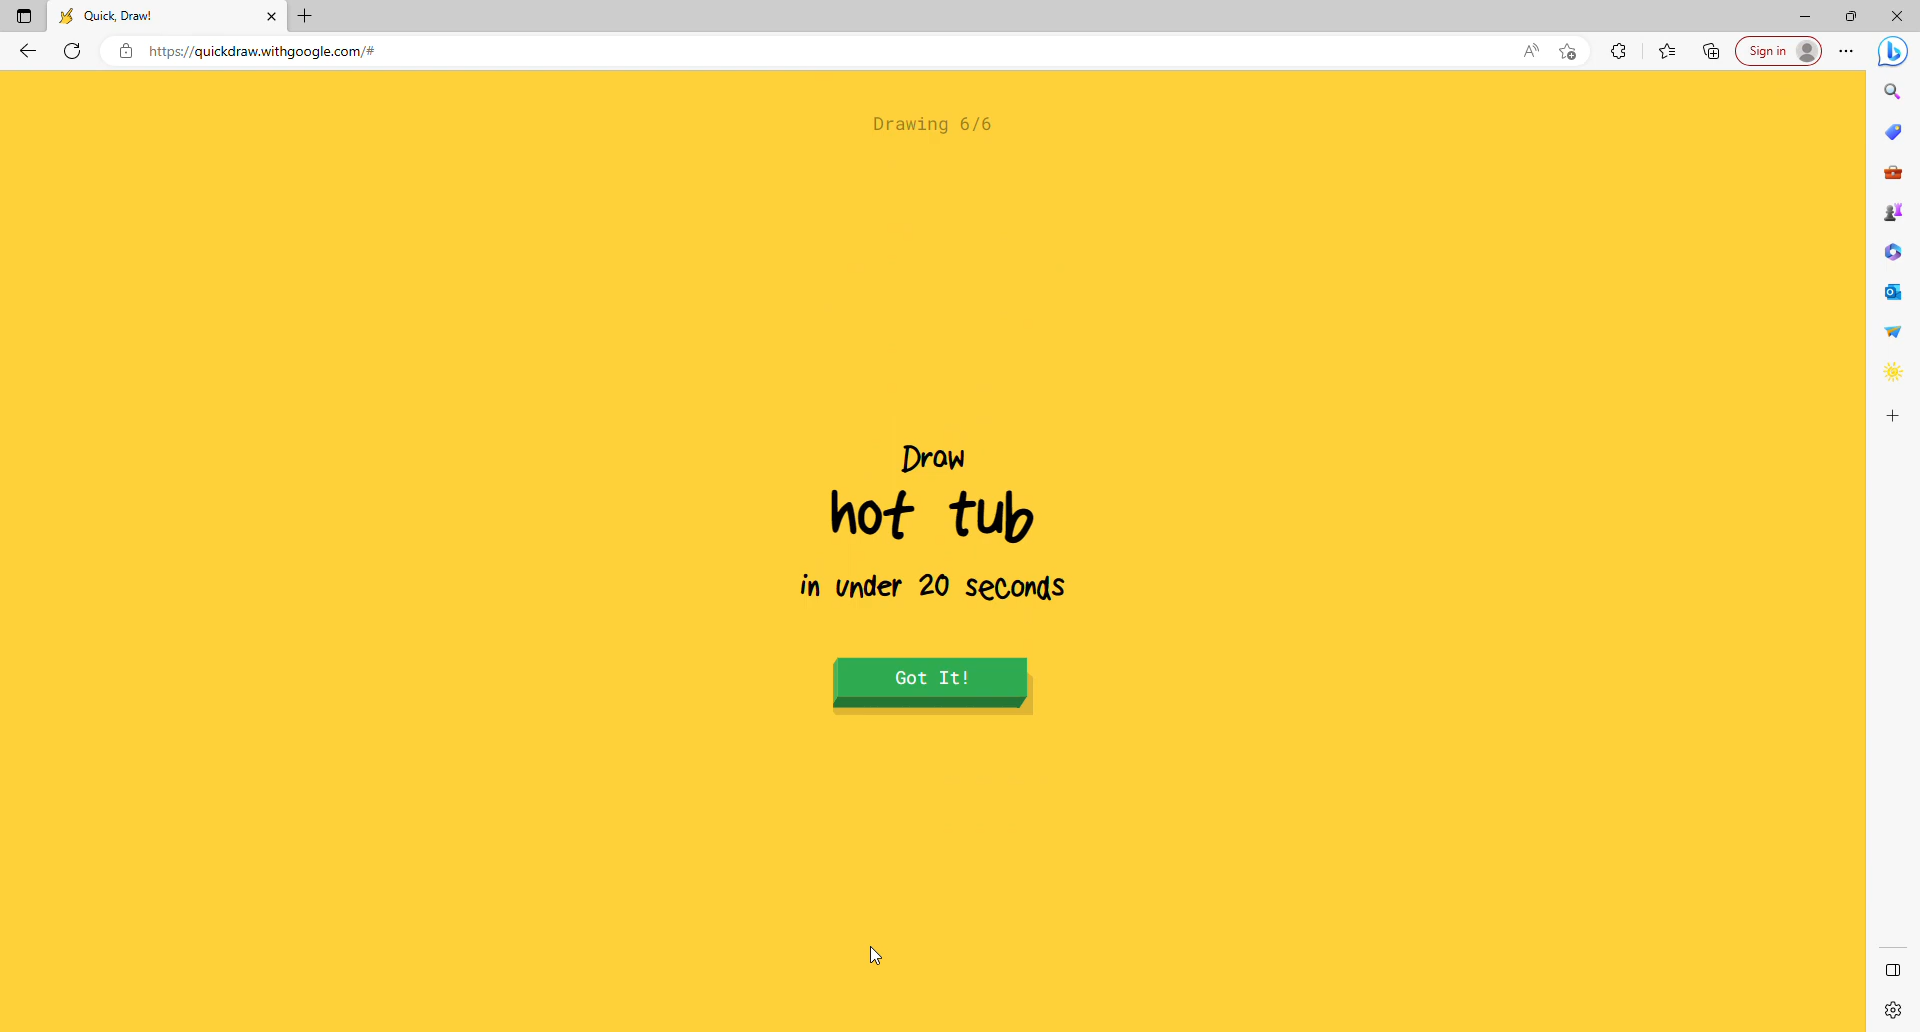 Quick, Draw!
https://quickdraw.withgoogle.com/#
Sign in
Drawing 6/6
Draw
hot tub
in under 20 seconds
Got It!